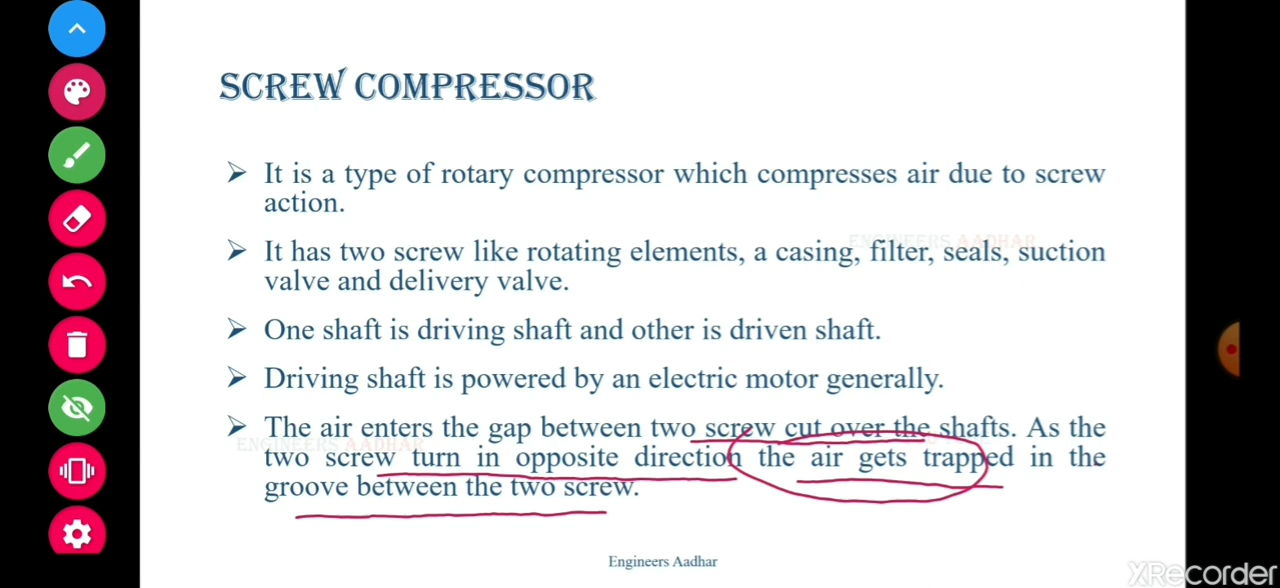 SCREW COMPRESSOR
➢ It is a type of rotary compressor which compresses air due to screw
action.
ENGINEERS AADHAR
➢ It has two screw like rotating elements, a casing, filter, seals, suction
valve and delivery valve.
➢ One shaft is driving shaft and other is driven shaft.
➢ Driving shaft is powered by an electric motor generally.
➢ The air enters the gap between two screw cut over the shafts. As the
ENGINEERS AADHAR
two screw turn in opposite direction the air gets trapped in the
groove between the two screw.
Engineers Aadhar
XRecorder